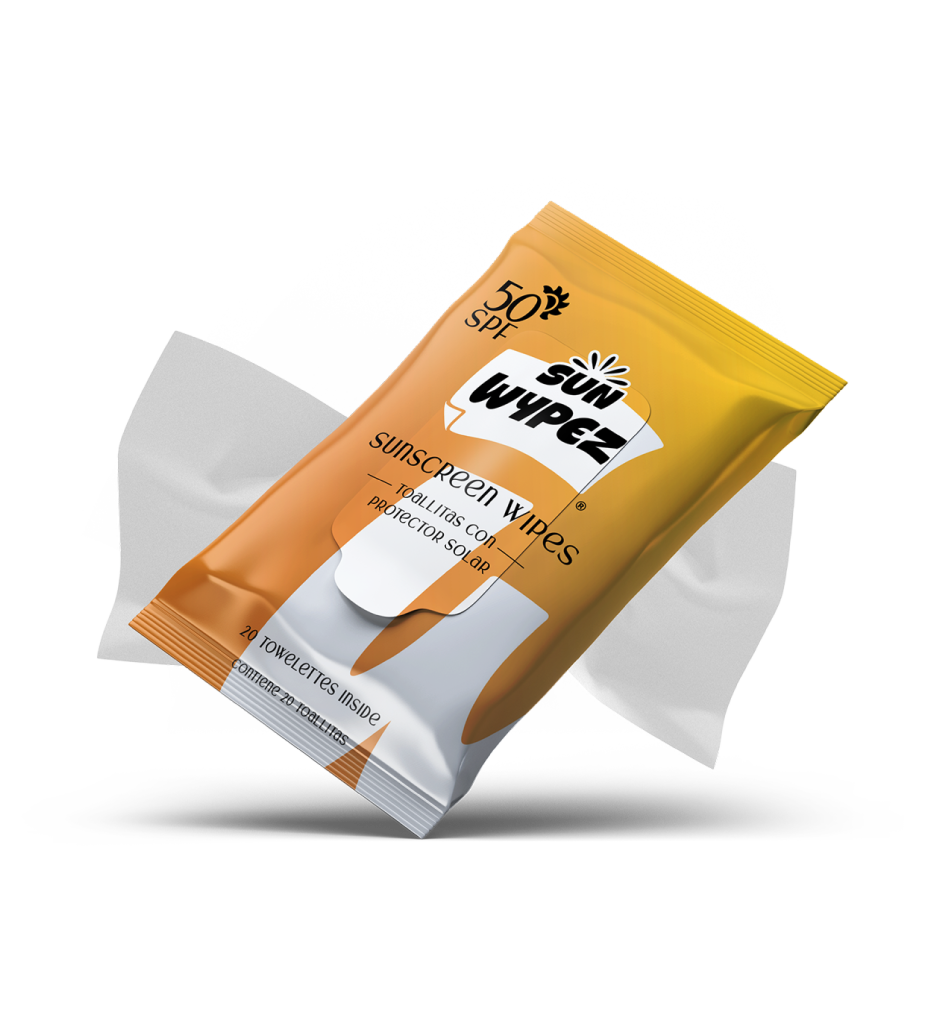 50
SPF
SUN
WYPEZ
®
SUNSCREEN WIPES
TOALLITAS CON
PROTECTOR SOLAR
20 TOWELETTES INSIDE
CONTIENE 20 TOALLITAS